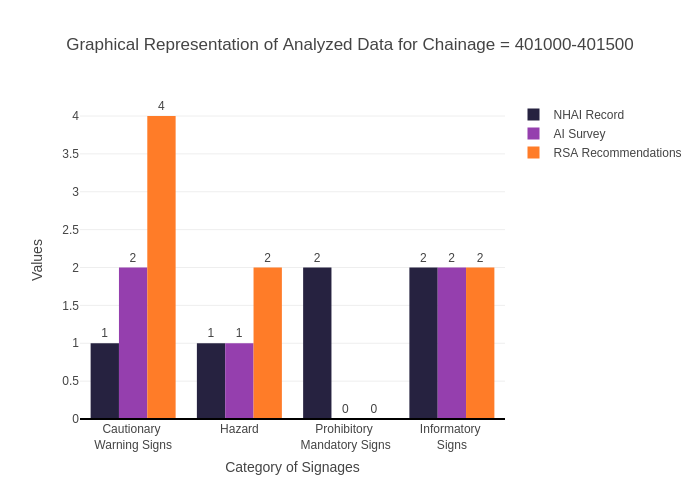 Graphical Representation of Analyzed Data for Chainage = 401000-401500
NHAI Record
AI Survey
RSA Recommendations
Values
4
3.5
3
2.5
2
1.5
1
0.5
0
1
2
4
1
1
2
2
0
0
2
2
2
Cautionary
Warning Signs
Hazard
Prohibitory
Mandatory Signs
Informatory
Signs
Category of Signages